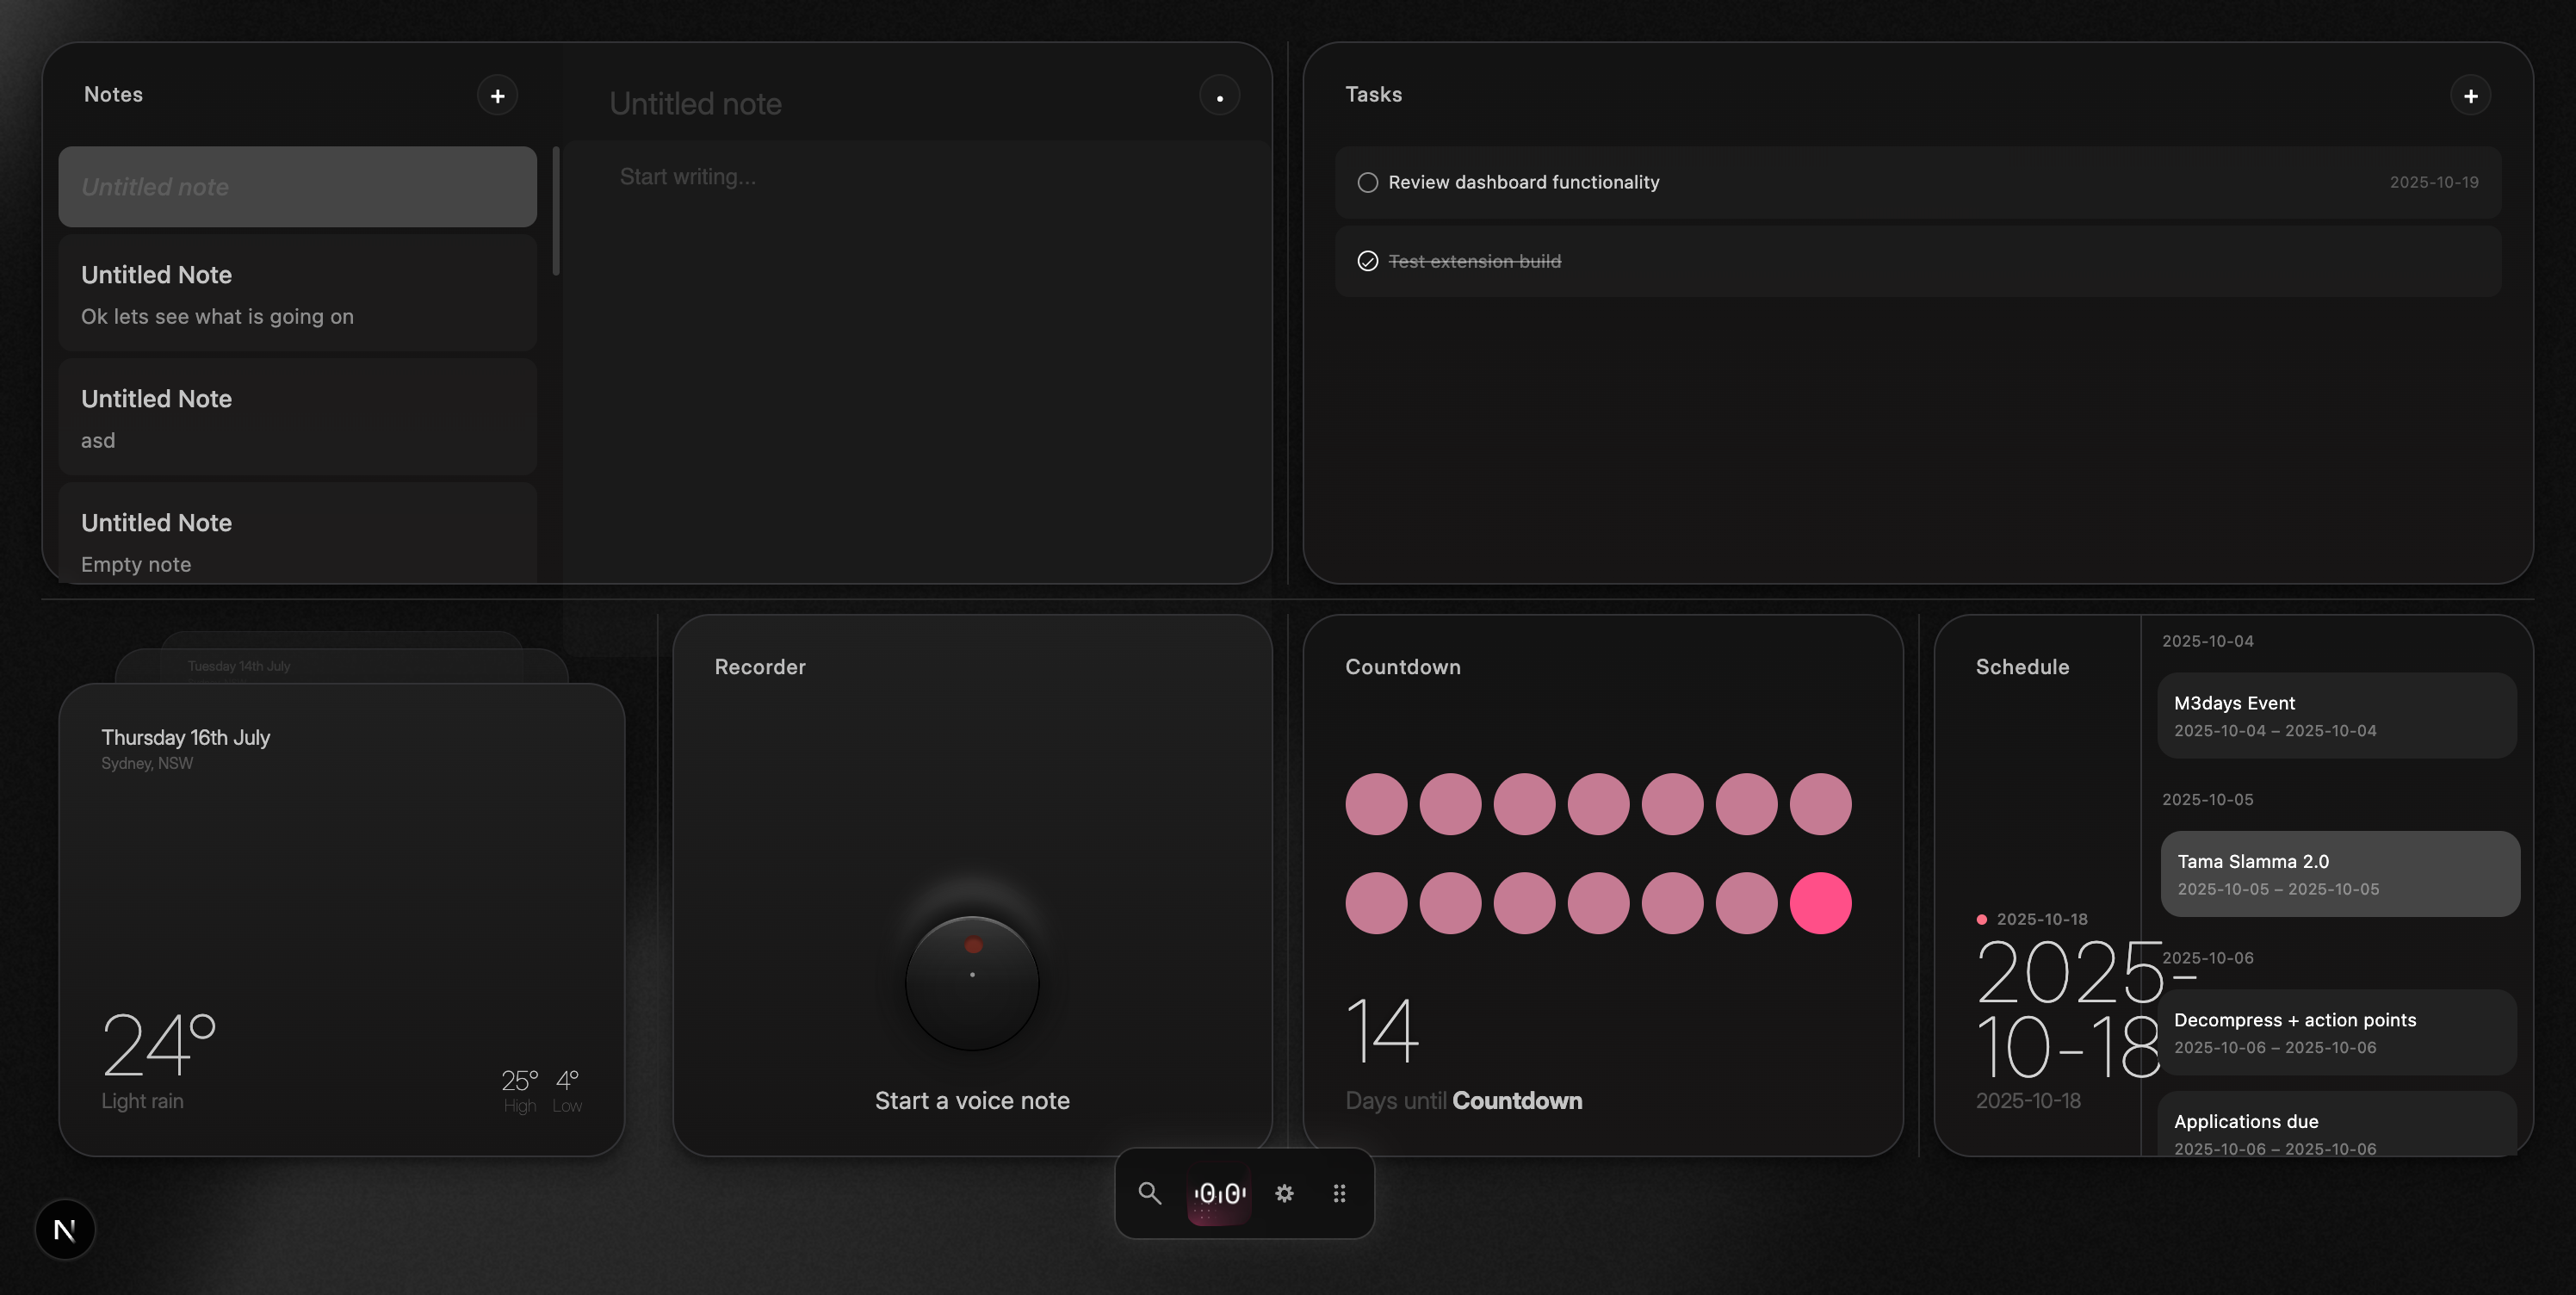 Notes
+
Untitled note
Untitled Note
Ok lets see what is going on
Untitled Note
asd
Untitled Note
Empty note
Untitled note
Start writing...
Tasks
+
Review dashboard functionality
2025-10-19
Test extension build
Tuesday 14th July
Thursday 16th July
Sydney, NSW
24°
Light rain
25° 4°
High Low
Recorder
Start a voice note
Countdown
14
Days until Countdown
Schedule
2025-10-18
2025-
10-18
2025-10-18
2025-10-04
M3days Event
2025-10-04 – 2025-10-04
2025-10-05
Tama Slamma 2.0
2025-10-05 – 2025-10-05
2025-10-06
Decompress + action points
2025-10-06 – 2025-10-06
Applications due
2025-10-06 – 2025-10-06
N